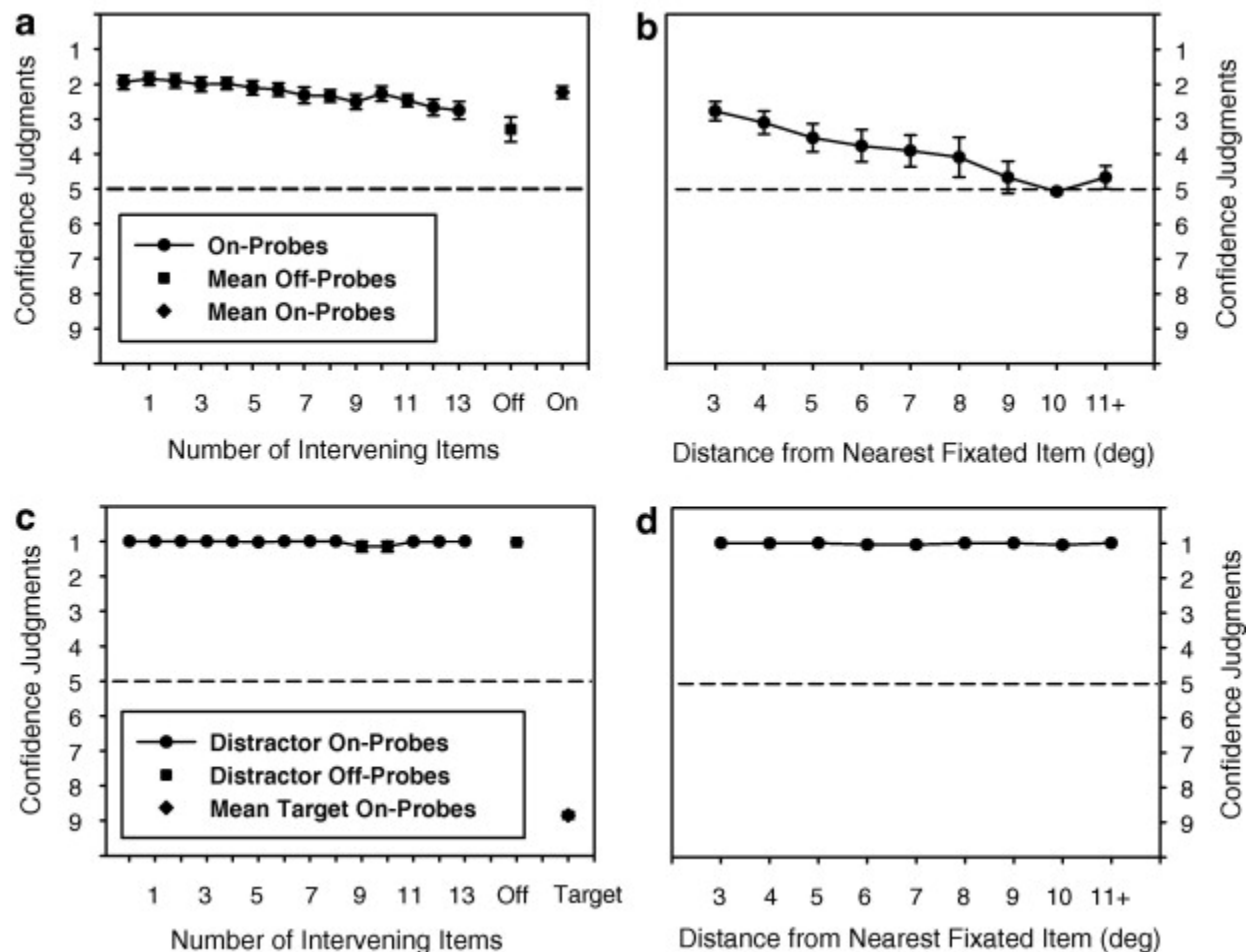 a
Confidence Judgments
1
2
3
4
5
6
7
8
9
On-Probes
Mean Off-Probes
Mean On-Probes
1 3 5 7 9 11 13 Off On
Number of Intervening Items
b
1
2
3
4
5
6
7
8
9
Confidence Judgments
3 4 5 6 7 8 9 10 11+
Distance from Nearest Fixated Item (deg)
c
Confidence Judgments
1
2
3
4
5
6
7
8
9
Distractor On-Probes
Distractor Off-Probes
Mean Target On-Probes
1 3 5 7 9 11 13 Off Target
Number of Intervening Items
d
1
2
3
4
5
6
7
8
9
Confidence Judgments
3 4 5 6 7 8 9 10 11+
Distance from Nearest Fixated Item (deg)